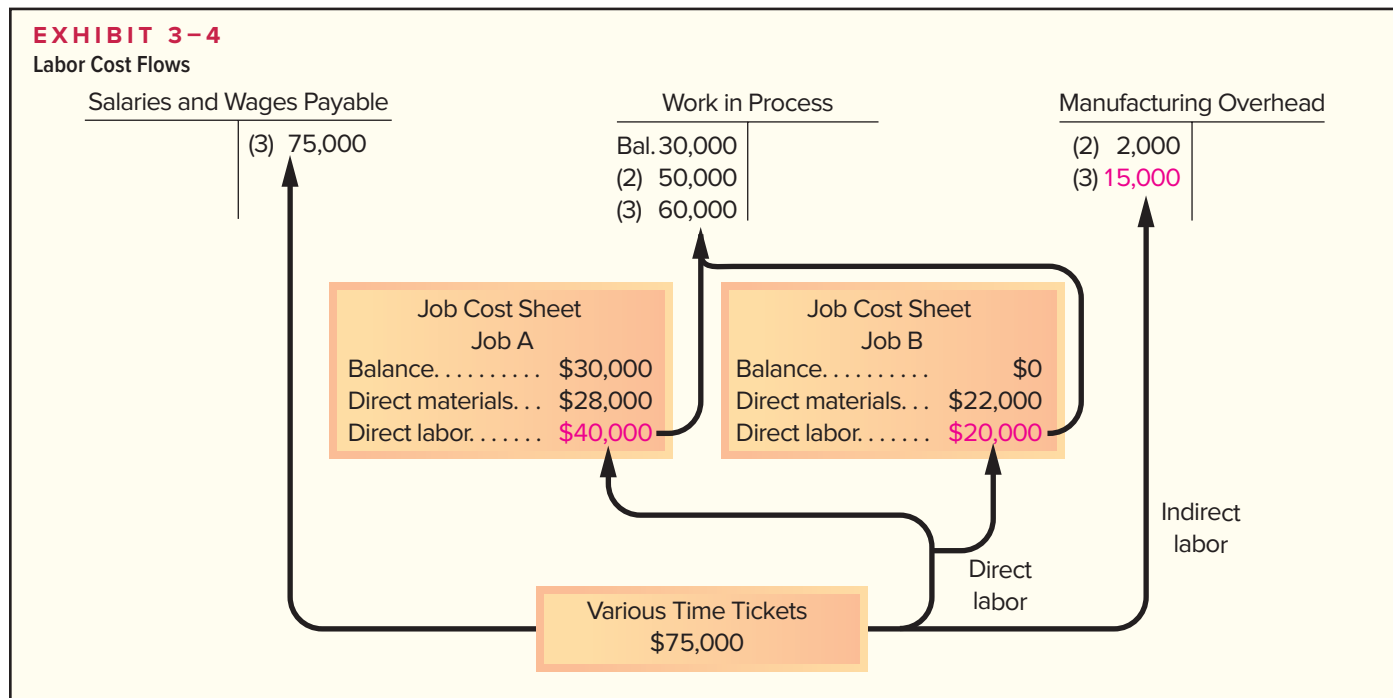 EXHIBIT 3–4
Labor Cost Flows
Salaries and Wages Payable
(3) 75,000
Work in Process
Bal. 30,000
(2) 50,000
(3) 60,000
Manufacturing Overhead
(2) 2,000
(3) 15,000
Job Cost Sheet
Job A
Balance. . . . . . . . . . $30,000
Direct materials. . . $28,000
Direct labor. . . . . . . $40,000
Job Cost Sheet
Job B
Balance. . . . . . . . . . $0
Direct materials. . . $22,000
Direct labor. . . . . . . $20,000
Indirect
labor
Direct
labor
Various Time Tickets
$75,000